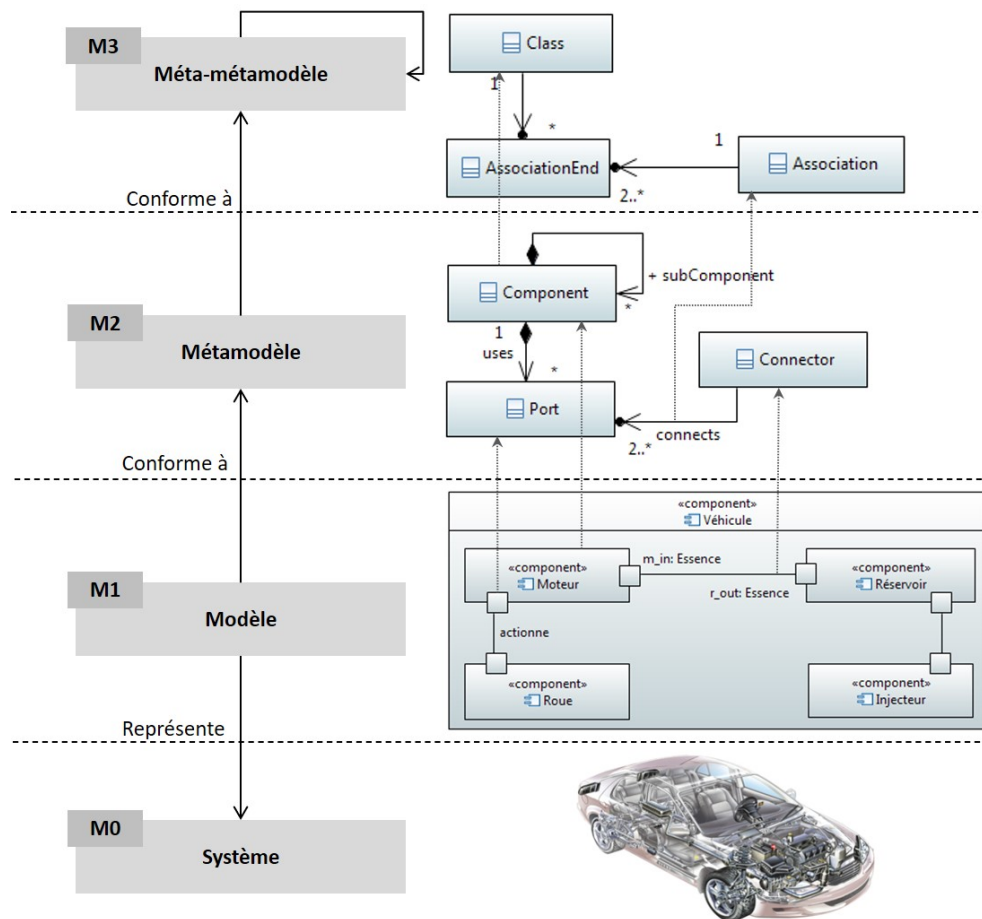 M3
Méta-métamodèle
Class
1
*
AssociationEnd
1
Association
2..*
Conforme à
Component
+ subComponent
*
M2
Métamodèle
1
uses
*
Connector
Port
connects
2..*
Conforme à
«component»
Véhicule
«component»
Moteur
m_in: Essence
r_out: Essence
«component»
Réservoir
M1
Modèle
actionne
«component»
Roue
«component»
Injecteur
Représente
M0
Système